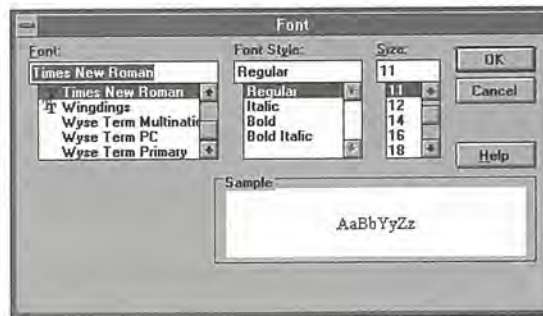 Font
Font:
Times New Roman
Times New Roman
Wingdings
Wyse Term Multinatio
Wyse Term PC
Wyse Term Primary
Font Style:
Regular
Regular
Italic
Bold
Bold Italic
Size:
11
11
12
14
16
18
OK
Cancel
Help
Sample
AaBbYyZz